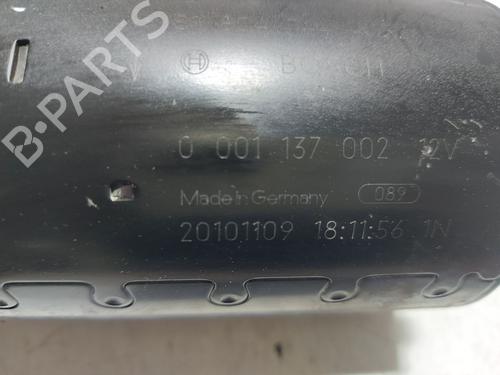 BOSCH
0 001 137 002 12V
Made in Germany 089
20101109 18:11:56 1N
B-PARTS